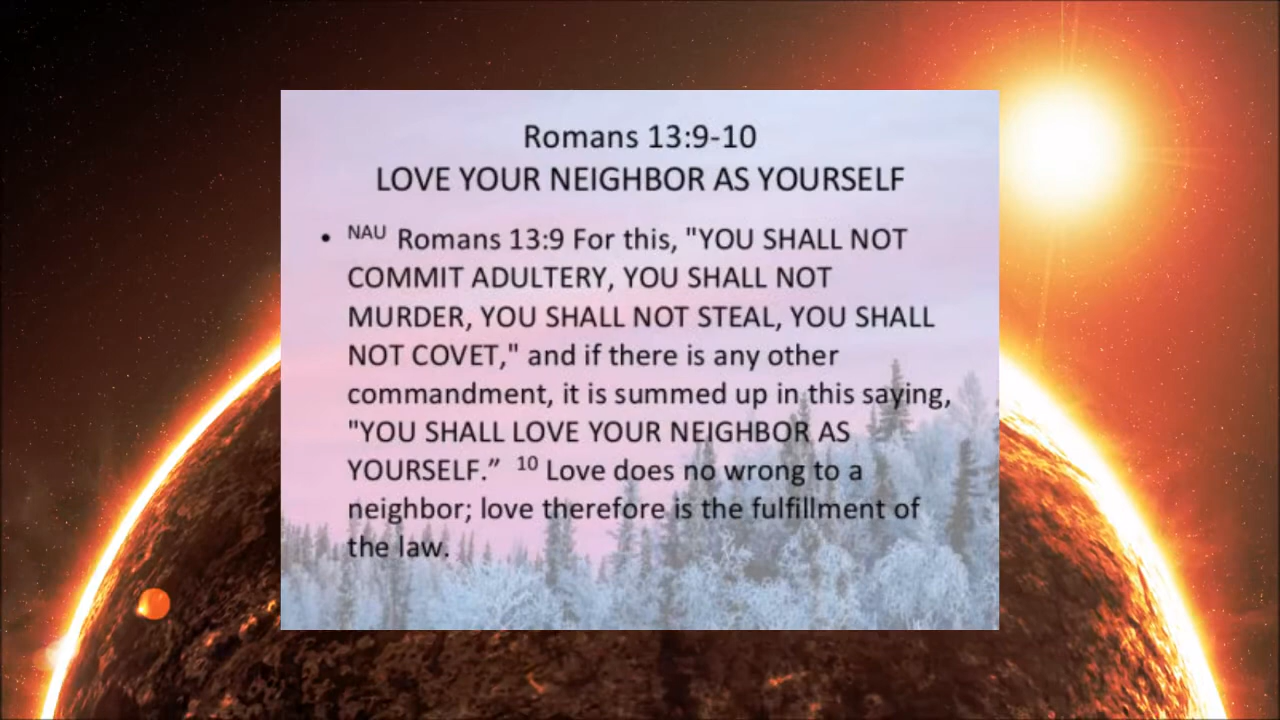 Romans 13:9-10
LOVE YOUR NEIGHBOR AS YOURSELF
• NAU Romans 13:9 For this, "YOU SHALL NOT
COMMIT ADULTERY, YOU SHALL NOT
MURDER, YOU SHALL NOT STEAL, YOU SHALL
NOT COVET," and if there is any other
commandment, it is summed up in this saying,
"YOU SHALL LOVE YOUR NEIGHBOR AS
YOURSELF.” 10 Love does no wrong to a
neighbor; love therefore is the fulfillment of
the law.